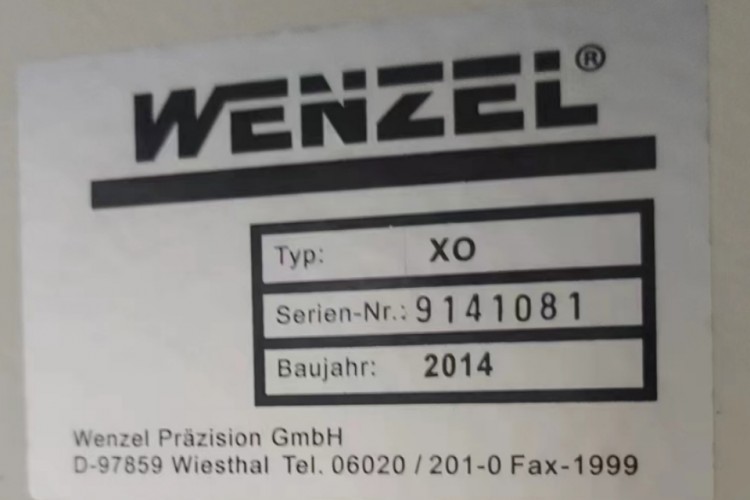 WENZEL®
Typ: XO
Serien-Nr.: 9141081
Baujahr: 2014
Wenzel Präzision GmbH
D-97859 Wiesthal Tel. 06020 / 201-0 Fax-1999